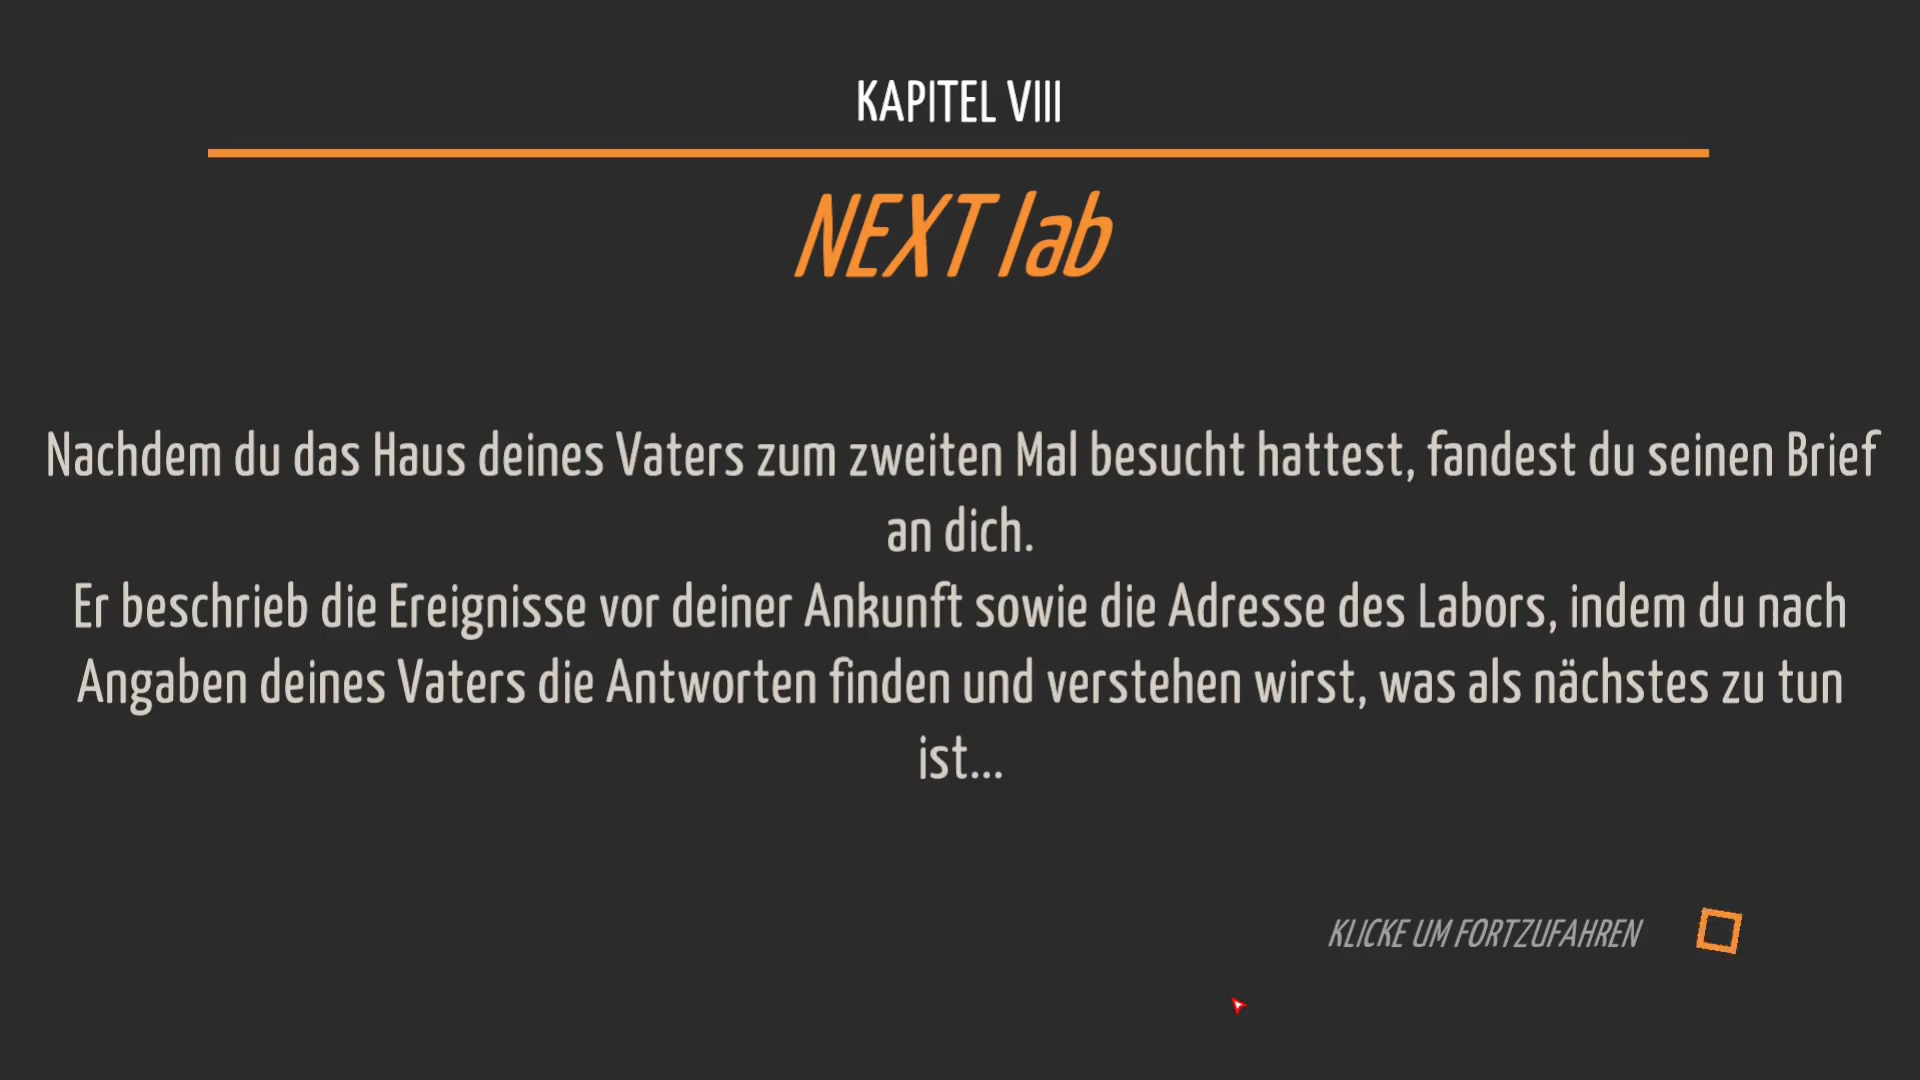 KAPITEL VIII
NEXT lab
Nachdem du das Haus deines Vaters zum zweiten Mal besucht hattest, fandest du seinen Brief
an dich.
Er beschrieb die Ereignisse vor deiner Ankunft sowie die Adresse des Labors, indem du nach
Angaben deines Vaters die Antworten finden und verstehen wirst, was als nächstes zu tun
ist...
KLICKE UM FORTZUFAHREN